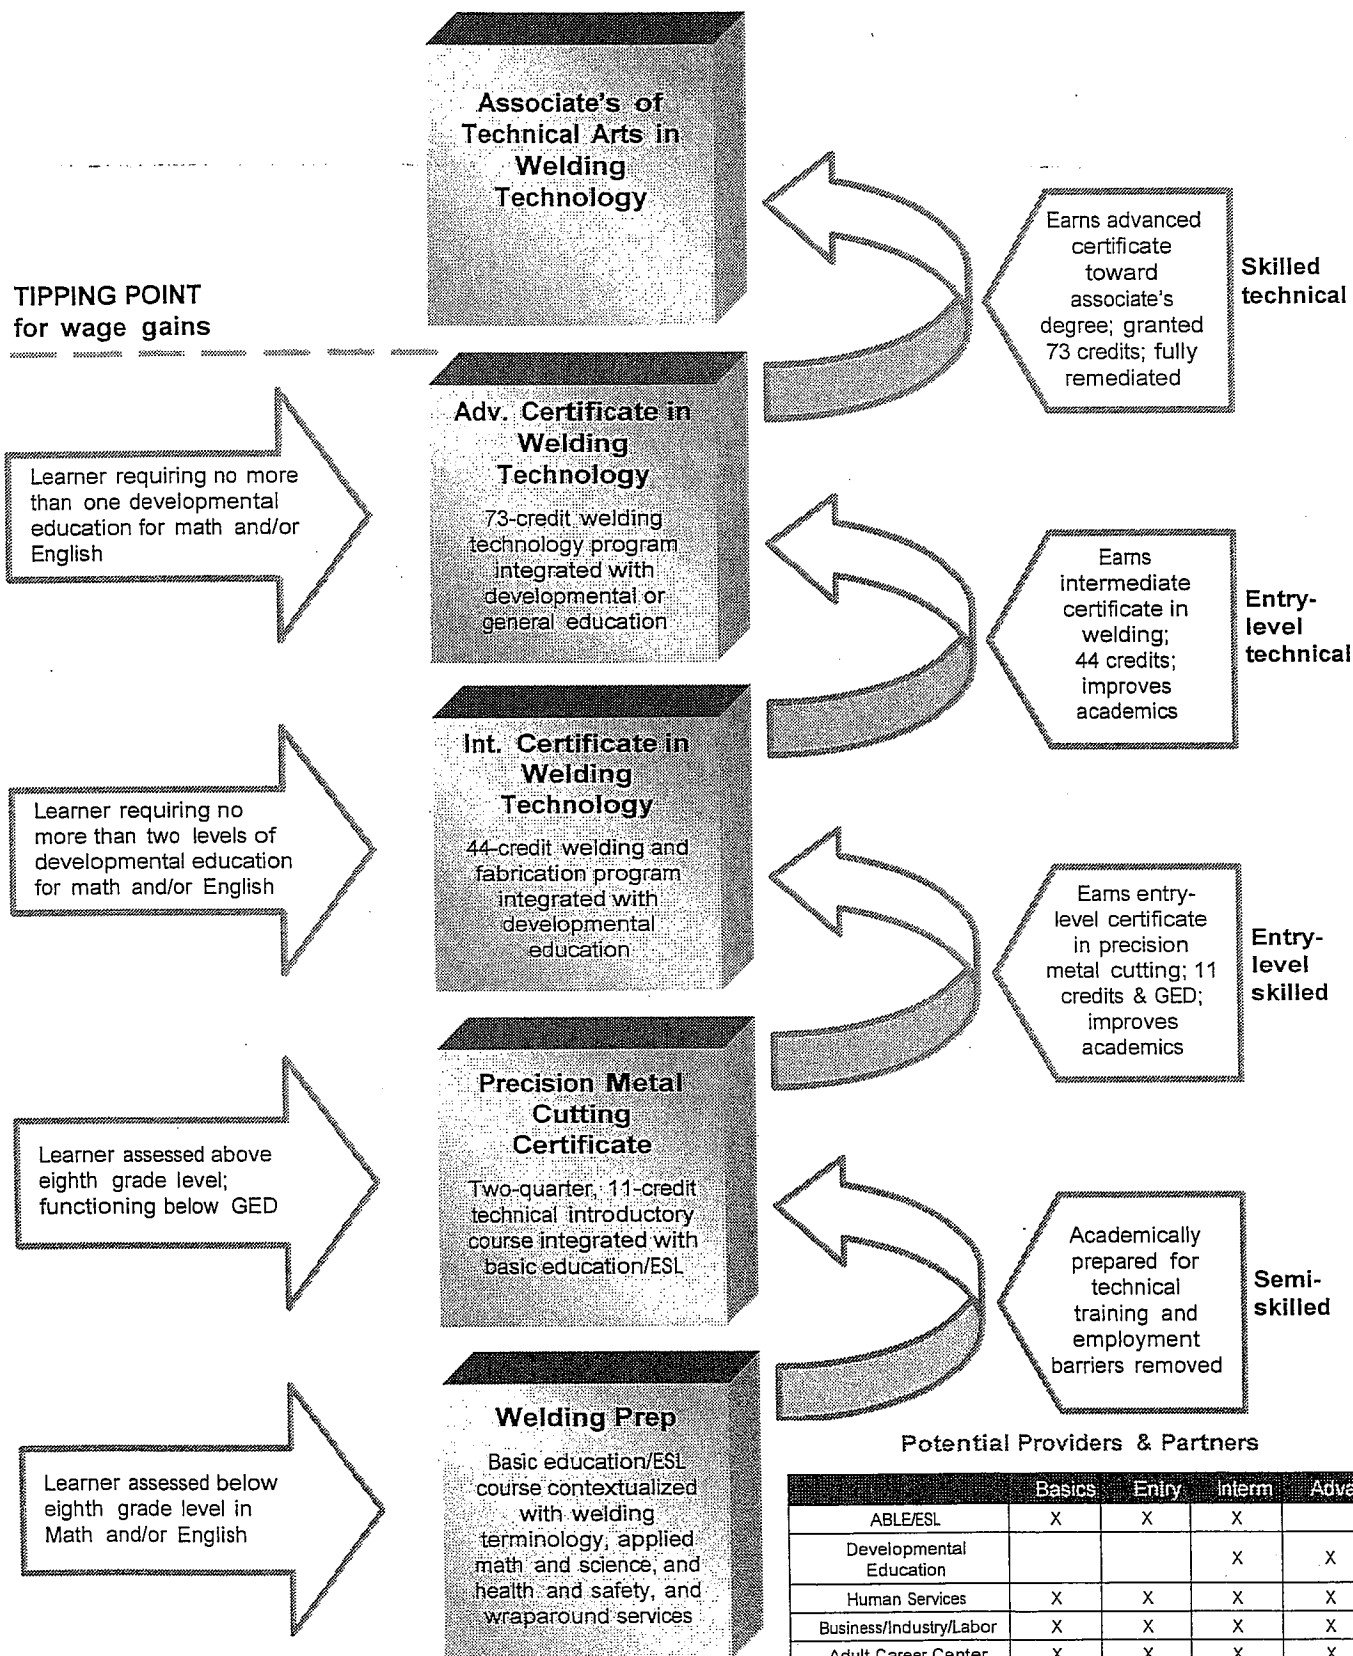 Associate's of
Technical Arts in
Welding
Technology
Earns advanced
certificate
toward
associate's
degree; granted
73 credits; fully
remediated
Skilled
technical
TIPPING POINT
for wage gains
Learner requiring no more
than one developmental
education for math and/or
English
Adv. Certificate in
Welding
Technology
73-credit welding
technology program
integrated with
developmental or
general education
Earns
intermediate
certificate in
welding;
44 credits;
improves
academics
Entry-
level
technical
Learner requiring no
more than two levels of
developmental education
for math and/or English
Int. Certificate in
Welding
Technology
44-credit welding and
fabrication program
integrated with
developmental
education
Earns entry-
level certificate
in precision
metal cutting; 11
credits & GED;
improves
academics
Entry-
level
skilled
Learner assessed above
eighth grade level;
functioning below GED
Precision Metal
Cutting
Certificate
Two-quarter, 11-credit
technical introductory
course integrated with
basic education/ESL
Academically
prepared for
technical
training and
employment
barriers removed
Semi-
skilled
Learner assessed below
eighth grade level in
Math and/or English
Welding Prep
Basic education/ESL
course contextualized
with welding
terminology, applied
math and science, and
health and safety, and
wraparound services
Potential Providers & Partners
Basics Entry Interm Adva
ABLE/ESL X X X
Developmental
Education X X
Human Services X X X X
Business/Industry/Labor X X X X
Adult Career Center X X X X